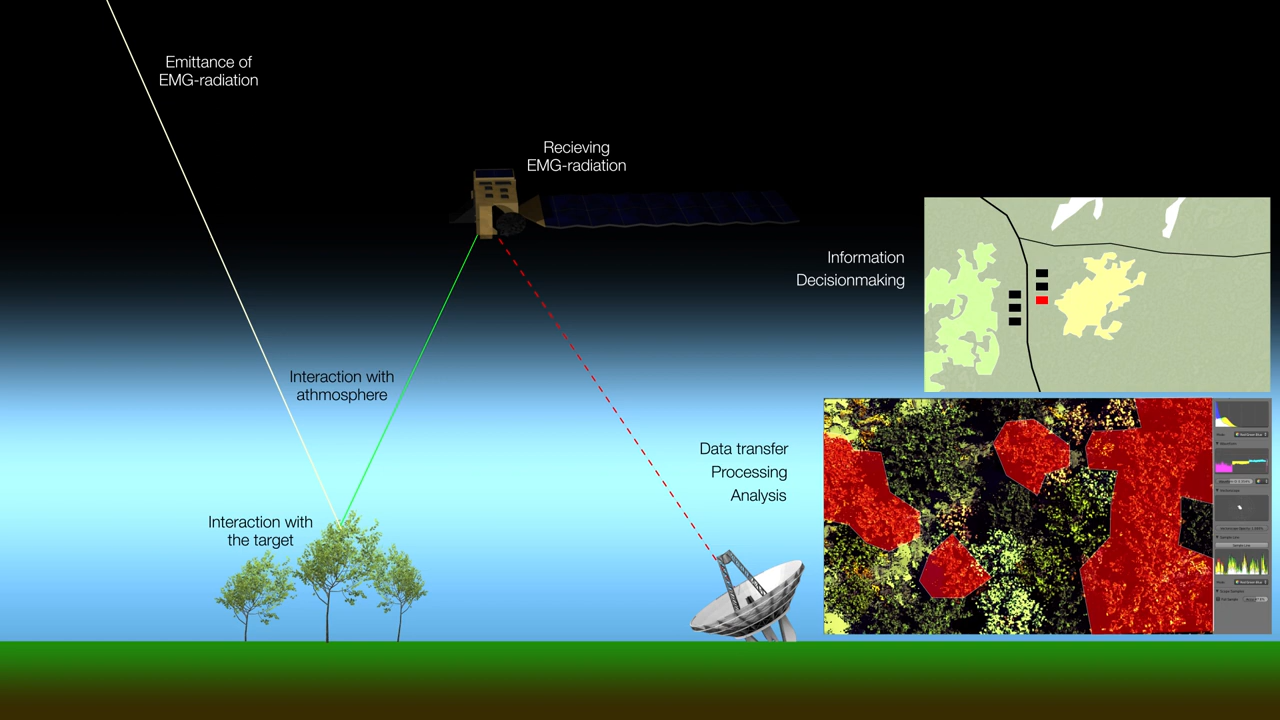 Emittance of
EMG-radiation
Recieving
EMG-radiation
Information
Decisionmaking
Interaction with
athmosphere
Data transfer
Processing
Analysis
Interaction with
the target